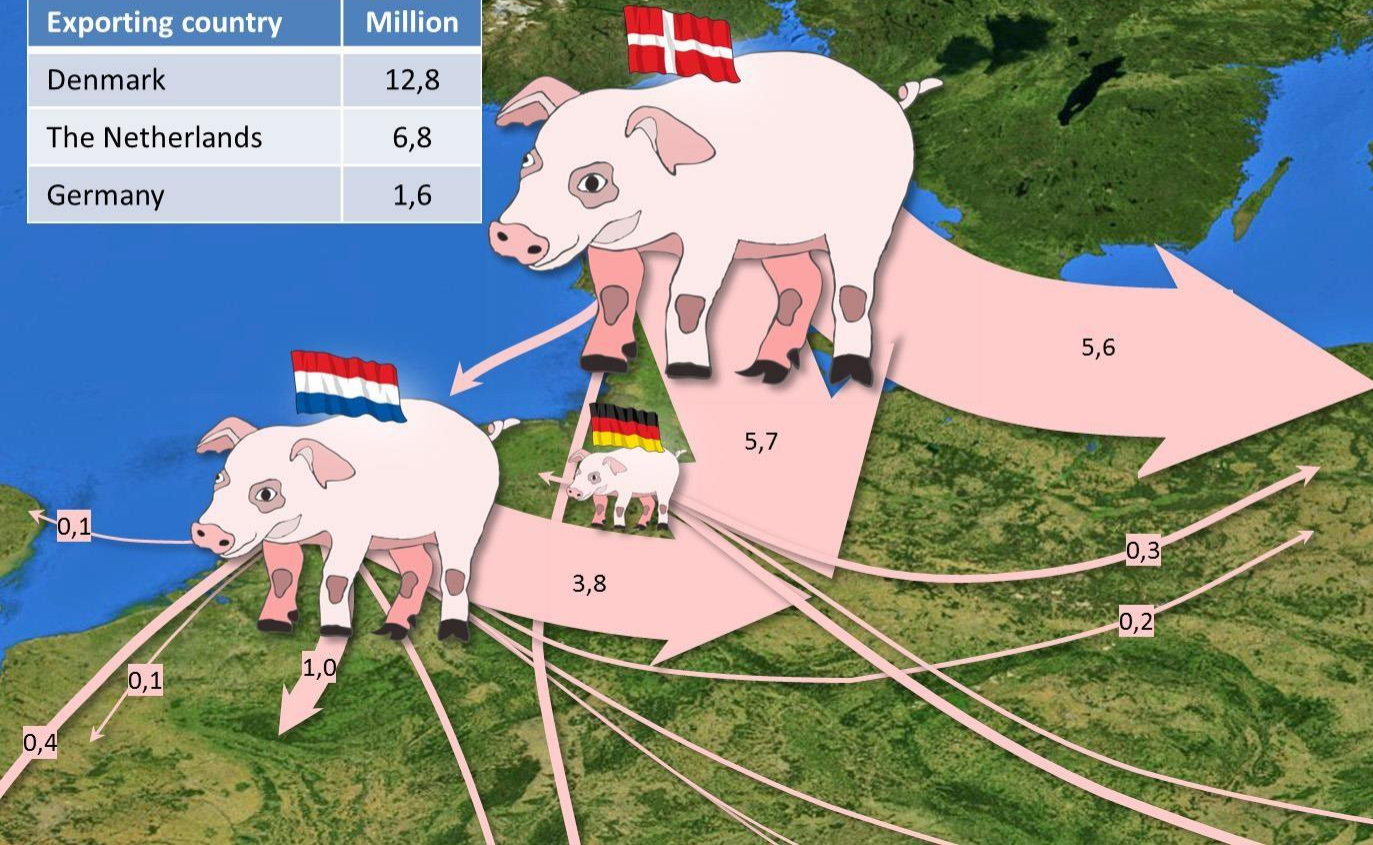 Exporting country Million
Denmark 12,8
The Netherlands 6,8
Germany 1,6
5,6
5,7
0,1
0,3
3,8
0,2
1,0
0,1
0,4